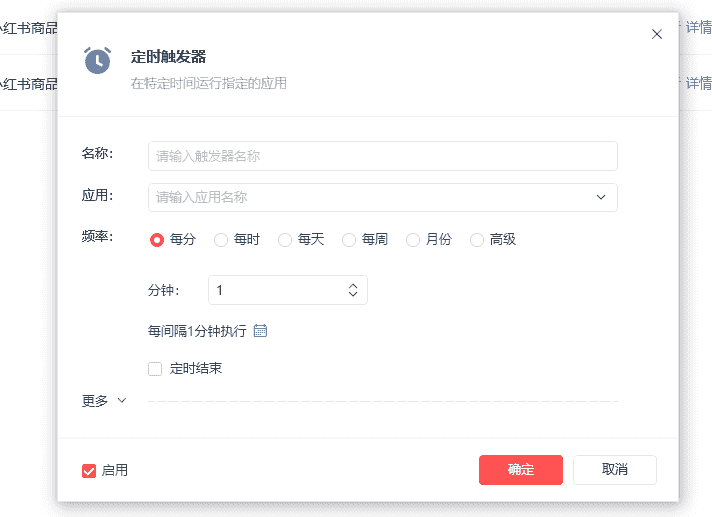 小红书商品
详情
定时触发器
在特定时间运行指定的应用
小红书商品
详情
名称：
请输入触发器名称
应用：
请输入应用名称
频率：
每分 每时 每天 每周 月份 高级
分钟：
1
每间隔1分钟执行
定时结束
更多
启用
确定
取消